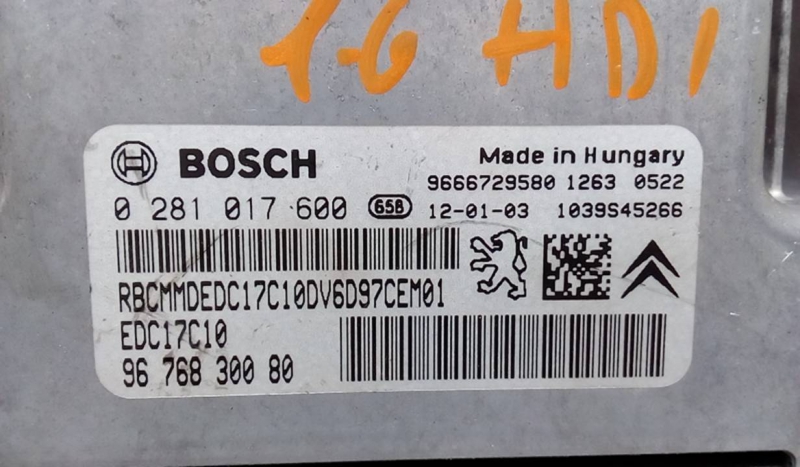 1.6 HDI
BOSCH
Made in Hungary
9666729580 1263 0522
0 281 017 600 658 12-01-03 1039S45266
RBCMMDEDC17C10DV6D97CEM01
EDC17C10
96 768 300 80